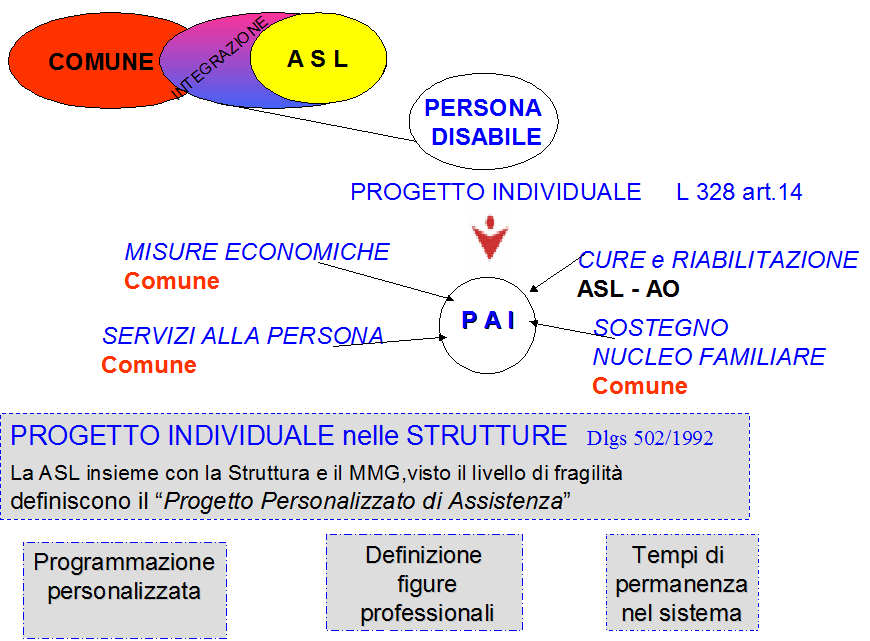 COMUNE
INTEGRAZIONE
A S L
PERSONA
DISABILE
PROGETTO INDIVIDUALE L 328 art.14
MISURE ECONOMICHE
Comune
CURE e RIABILITAZIONE
ASL - AO
P A I
SERVIZI ALLA PERSONA
Comune
SOSTEGNO
NUCLEO FAMILIARE
Comune
PROGETTO INDIVIDUALE nelle STRUTTURE Dlgs 502/1992
La ASL insieme con la Struttura e il MMG,visto il livello di fragilità
definiscono il “Progetto Personalizzato di Assistenza”
Programmazione
personalizzata
Definizione
figure
professionali
Tempi di
permanenza
nel sistema